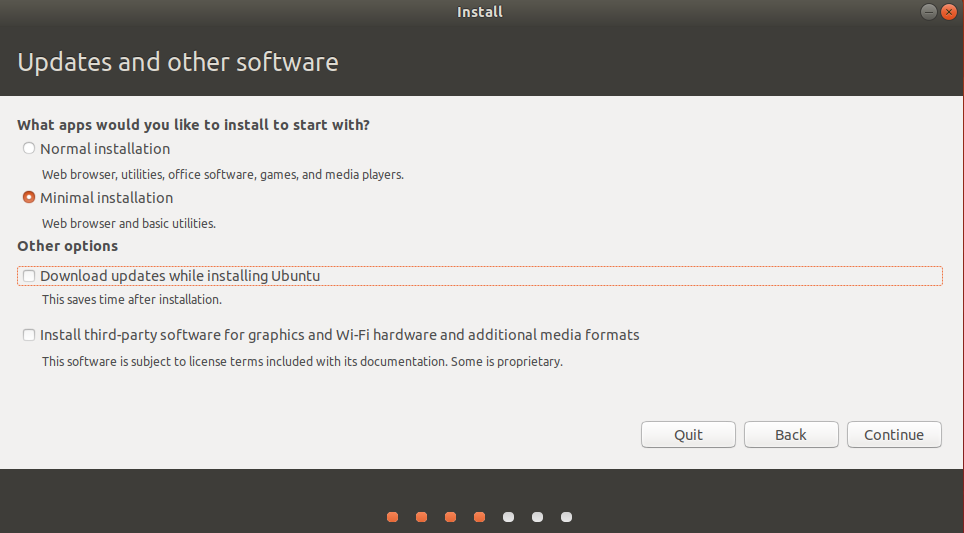 Install
Updates and other software
What apps would you like to install to start with?
Normal installation
Web browser, utilities, office software, games, and media players.
Minimal installation
Web browser and basic utilities.
Other options
Download updates while installing Ubuntu
This saves time after installation.
Install third-party software for graphics and Wi-Fi hardware and additional media formats
This software is subject to license terms included with its documentation. Some is proprietary.
Quit Back Continue